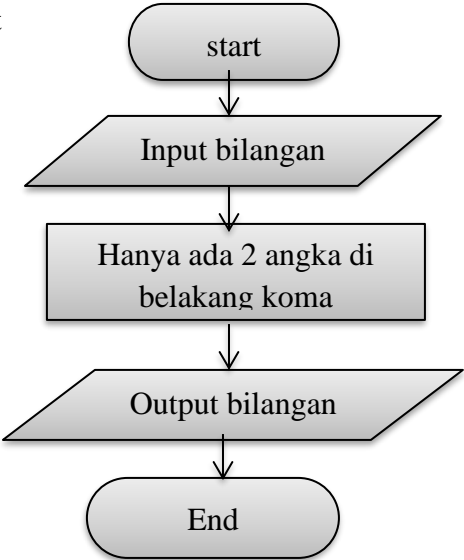 start
Input bilangan
Hanya ada 2 angka di
belakang koma
Output bilangan
End